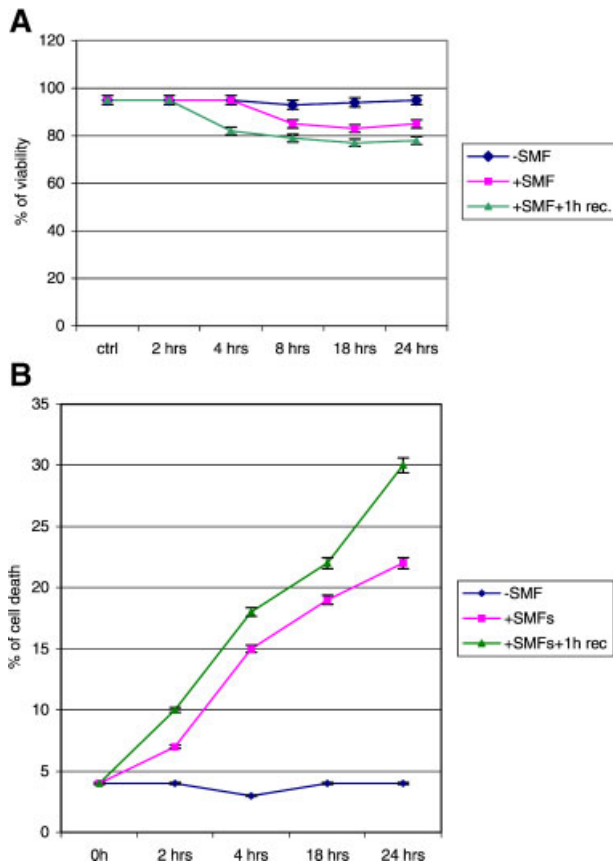 A
120
100
80
60
40
20
0
% of viability
ctrl 2 hrs 4 hrs 8 hrs 18 hrs 24 hrs
-SMF
+SMF
+SMF+1h rec.
B
35
30
25
20
15
10
5
0
% of cell death
0h 2 hrs 4 hrs 18 hrs 24 hrs
-SMF
+SMFs
+SMFs+1h rec